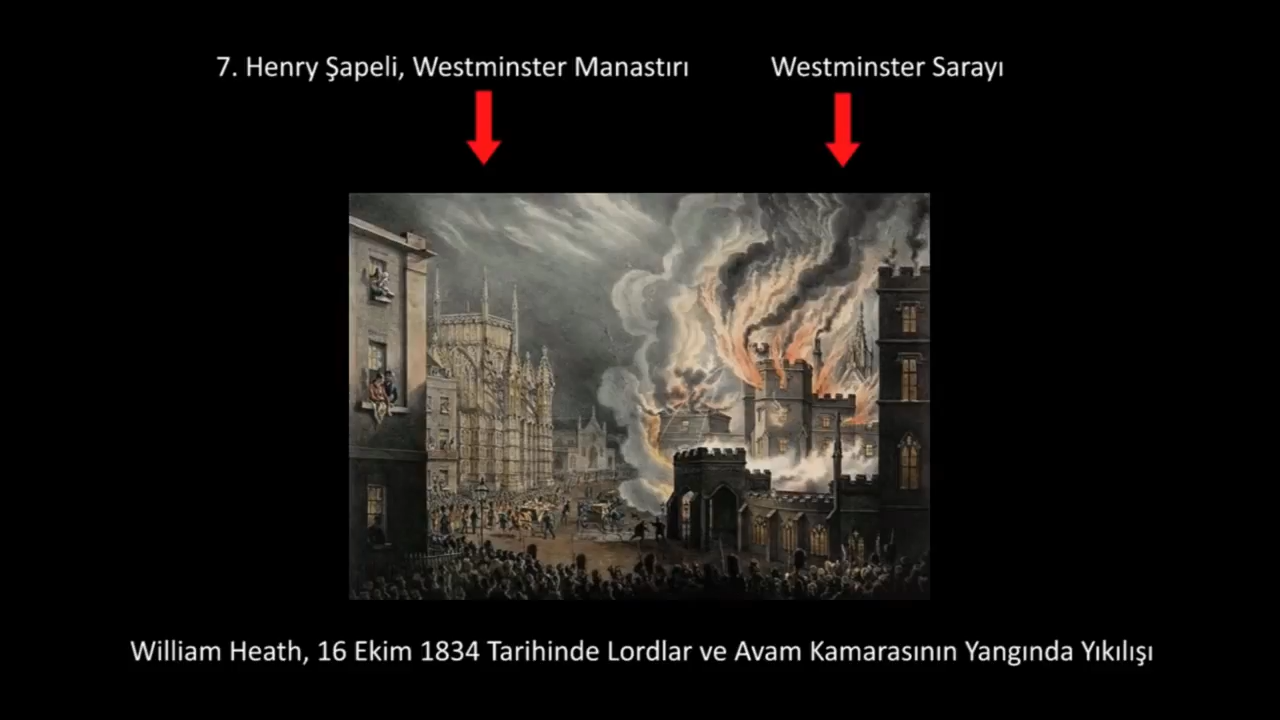 7. Henry Şapeli, Westminster Manastırı
Westminster Sarayı
William Heath, 16 Ekim 1834 Tarihinde Lordlar ve Avam Kamarasının Yangında Yıkılışı